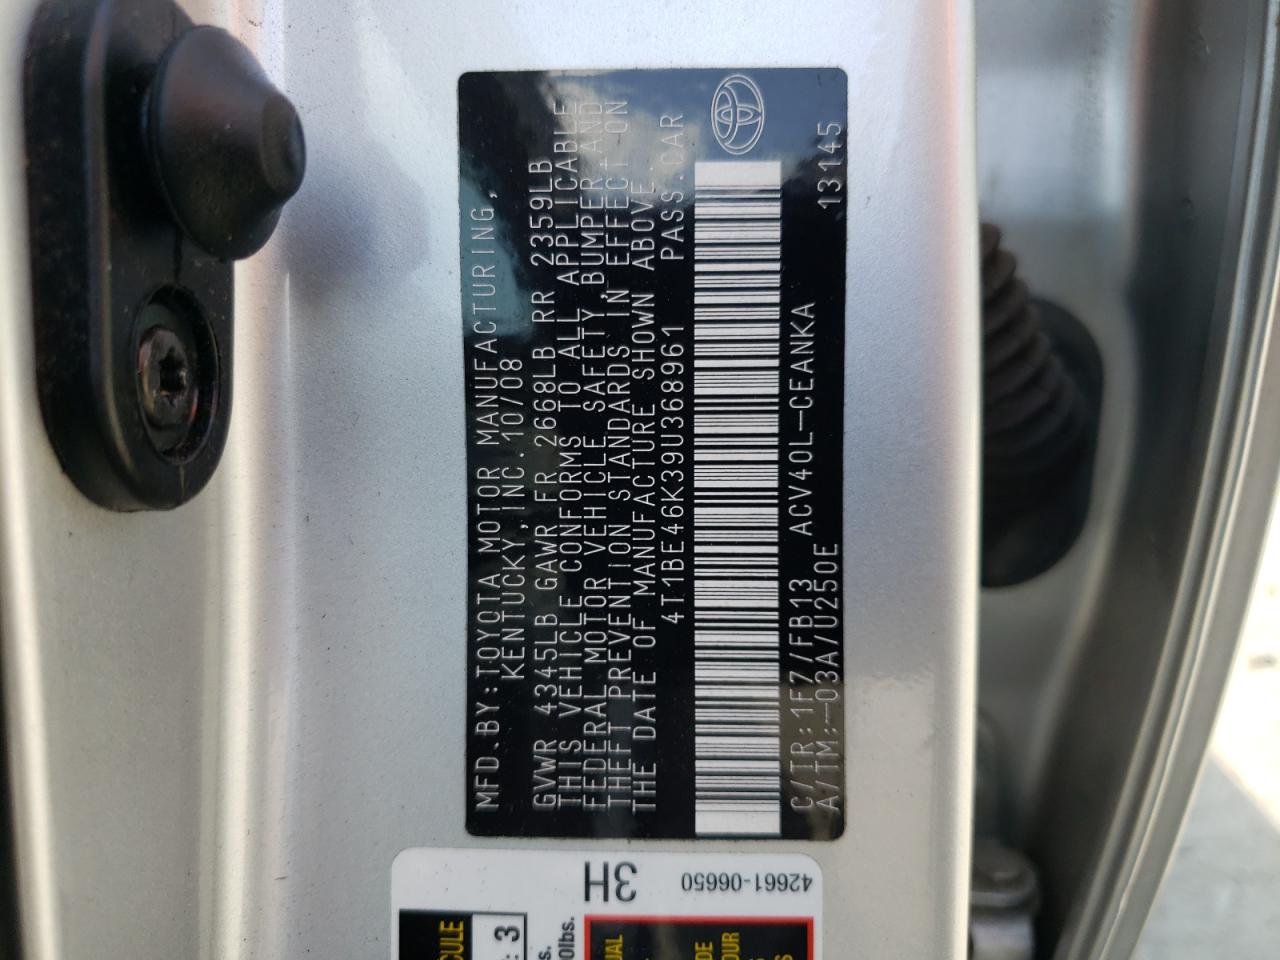 MFD.BY:TOYOTA MOTOR MANUFACTURING,
KENTUCKY,INC.10/08
GVWR 4345LB GAWR FR 2668LB RR 2359LB
THIS VEHICLE CONFORMS TO ALL APPLICABLE
FEDERAL MOTOR VEHICLE SAFETY,BUMPER AND
THEFT PREVENTION STANDARDS IN EFFECT ON
THE DATE OF MANUFACTURE SHOWN ABOVE.
4T1BE46K39U368961 PASS.CAR
C/TR:1F7/FB13 ACV40L-CEANKA 13145
A/TM:-03A/U250E
42661-06650
3H